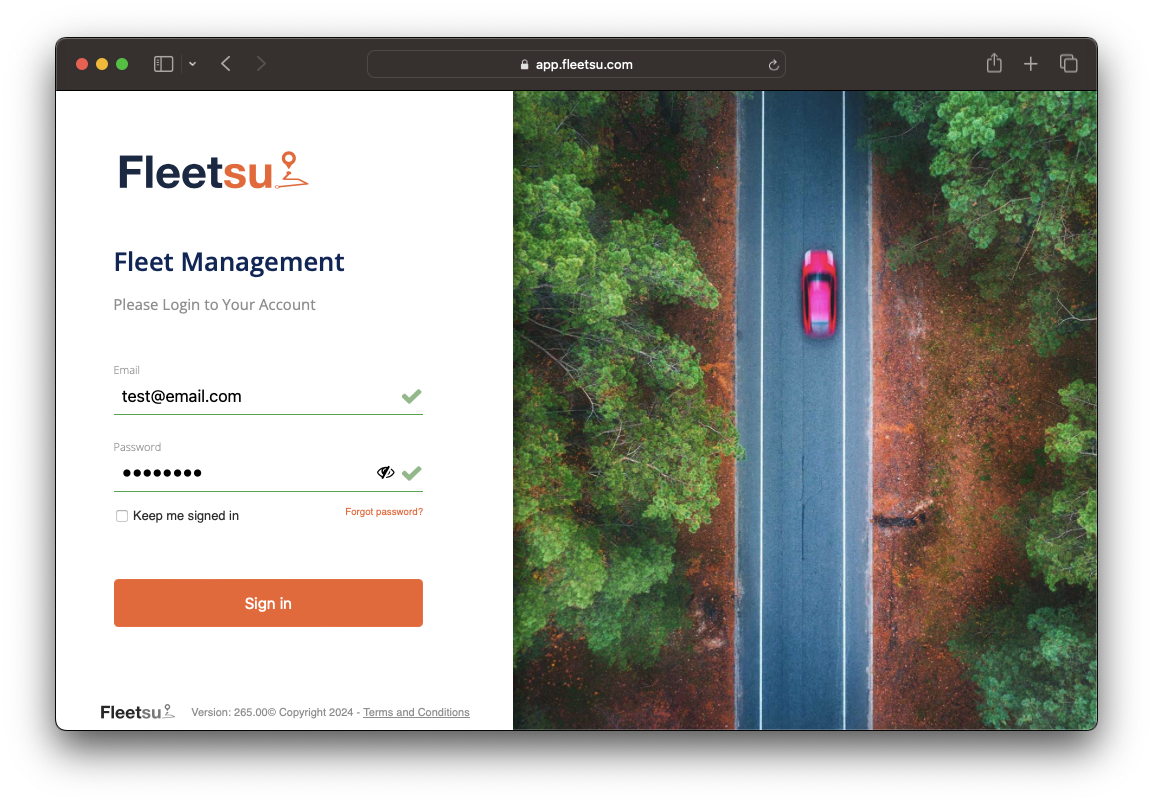 app.fleetsu.com
Fleetsu
Fleet Management
Please Login to Your Account
Email
test@email.com
Password
••••••••
Keep me signed in
Forgot password?
Sign in
Fleetsu
Version: 265.00© Copyright 2024 - Terms and Conditions